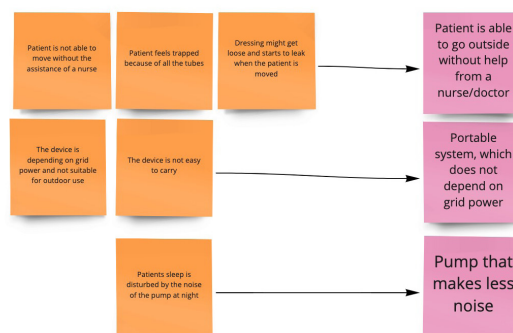 Patient is not able to
move without the
assistance of a nurse
Patient feels trapped
because of all the tubes
Dressing might get
loose and starts to leak
when the patient is
moved
Patient is able
to go outside
without help
from a
nurse/doctor
The device is
depending on grid
power and not suitable
for outdoor use
The device is not easy
to carry
Portable
system, which
does not
depend on
grid power
Patients sleep is
disturbed by the noise
of the pump at night
Pump that
makes less
noise